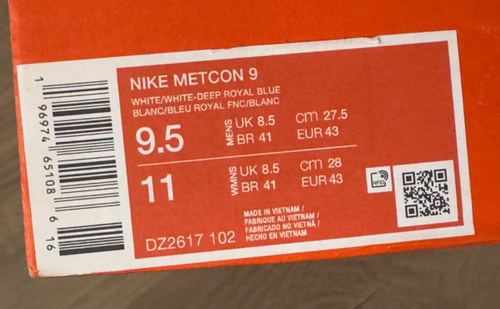 NIKE METCON 9
WHITE/WHITE-DEEP ROYAL BLUE
BLANC/BLEU ROYAL FNC/BLANC
9.5 MENS UK 8.5 CM 27.5
BR 41 EUR 43
11 WMNS UK 8.5 CM 28
BR 41 EUR 43
MADE IN VIETNAM /
FABRIQUE AU VIETNAM /
FABRICADO NO VIETNÃ /
HECHO EN VIETNAM
DZ2617 102
1 96974 65108 6 16